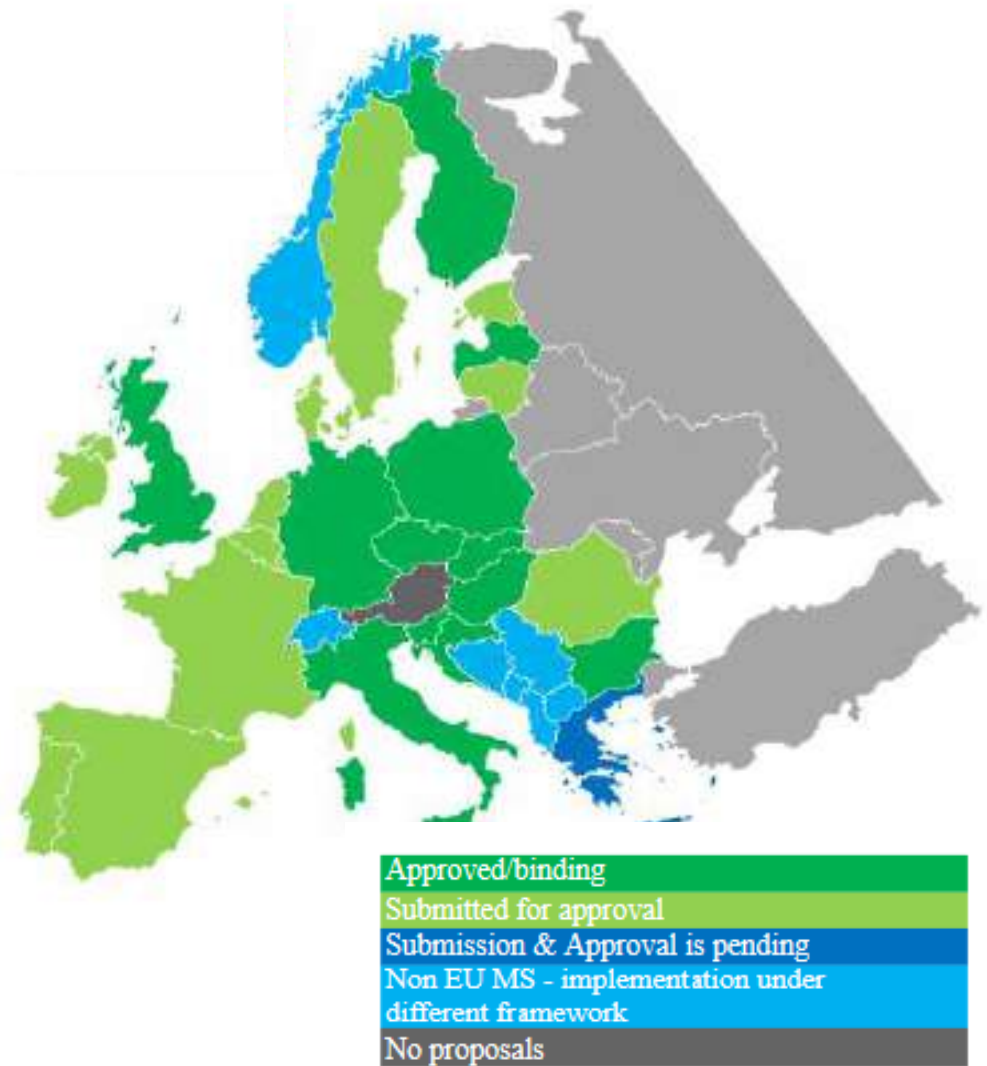 Approved/binding
Submitted for approval
Submission & Approval is pending
Non EU MS - implementation under
different framework
No proposals